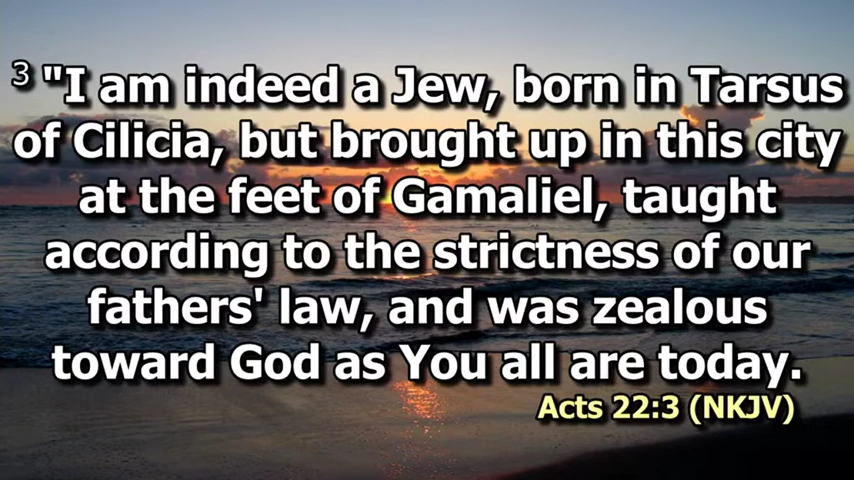 3 "I am indeed a Jew, born in Tarsus
of Cilicia, but brought up in this city
at the feet of Gamaliel, taught
according to the strictness of our
fathers' law, and was zealous
toward God as You all are today.
Acts 22:3 (NKJV)